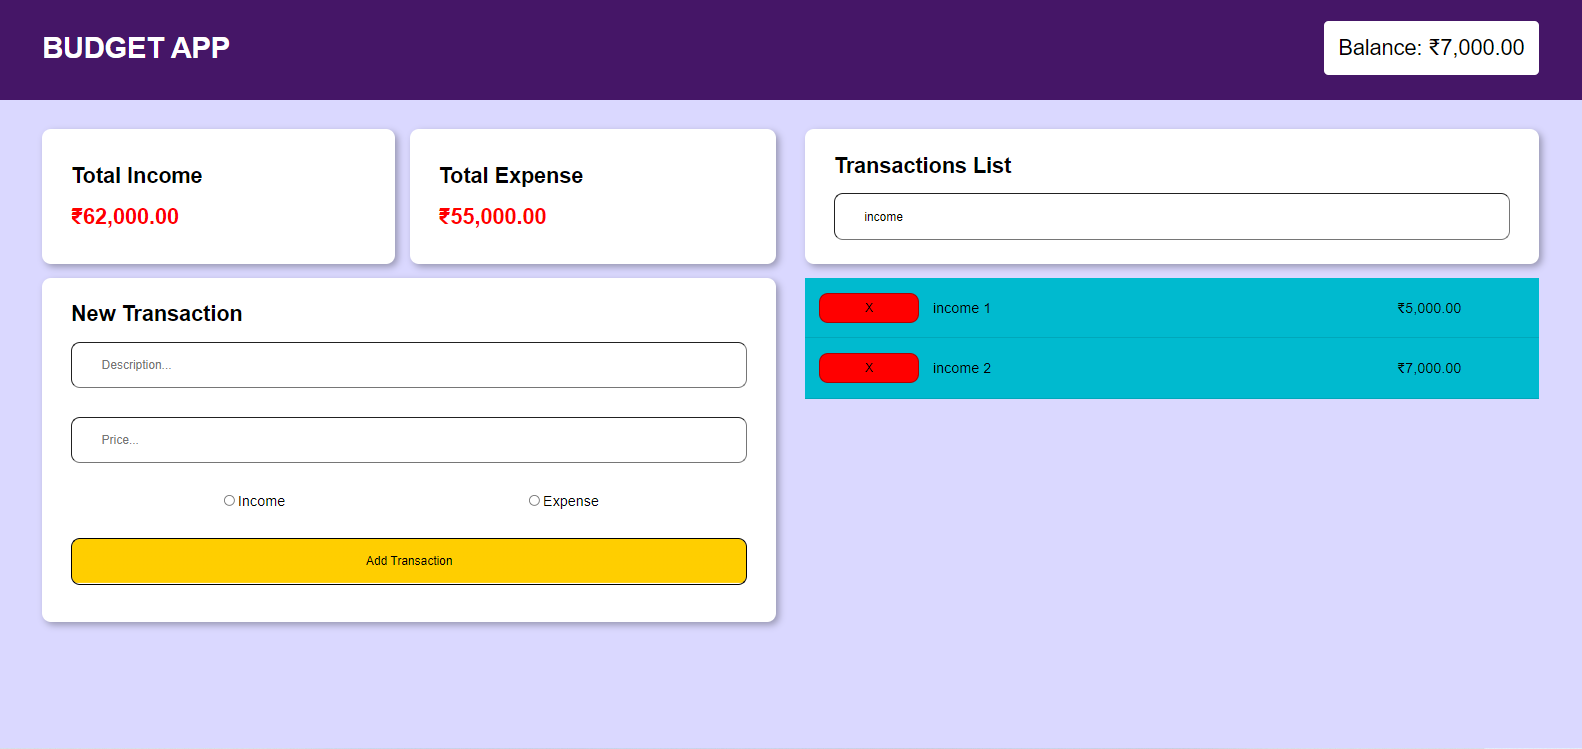 BUDGET APP
Balance: ₹7,000.00
Total Income
₹62,000.00
Total Expense
₹55,000.00
New Transaction
Description...
Price...
Income
Expense
Add Transaction
Transactions List
income
X income 1 ₹5,000.00
X income 2 ₹7,000.00